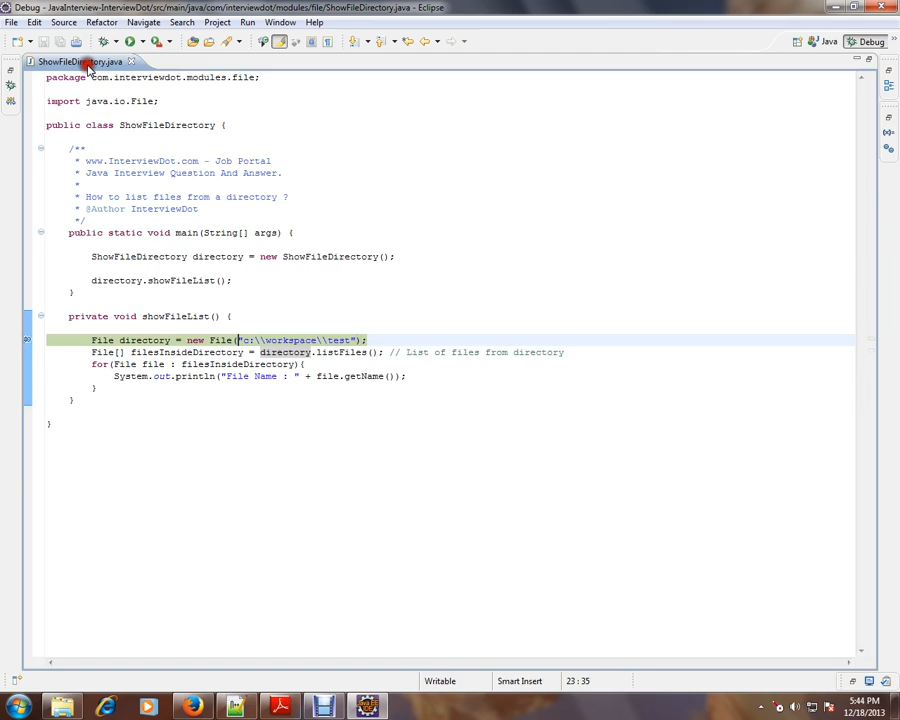 Debug - JavaInterview-InterviewDot/src/main/java/com/interviewdot/modules/file/ShowFileDirectory.java - Eclipse
File Edit Source Refactor Navigate Search Project Run Window Help
Java Debug
ShowFileDirectory.java
package com.interviewdot.modules.file;
import java.io.File;
public class ShowFileDirectory {
/**
* www.InterviewDot.com - Job Portal
* Java Interview Question And Answer.
*
* How to list files from a directory ?
* @Author InterviewDot
*/
public static void main(String[] args) {
ShowFileDirectory directory = new ShowFileDirectory();
directory.showFileList();
}
private void showFileList() {
File directory = new File("c:\\workspace\\test");
File[] filesInsideDirectory = directory.listFiles(); // List of files from directory
for(File file : filesInsideDirectory){
System.out.println("File Name : " + file.getName());
}
}
}
Writable Smart Insert 23 : 35
5:44 PM
12/18/2013